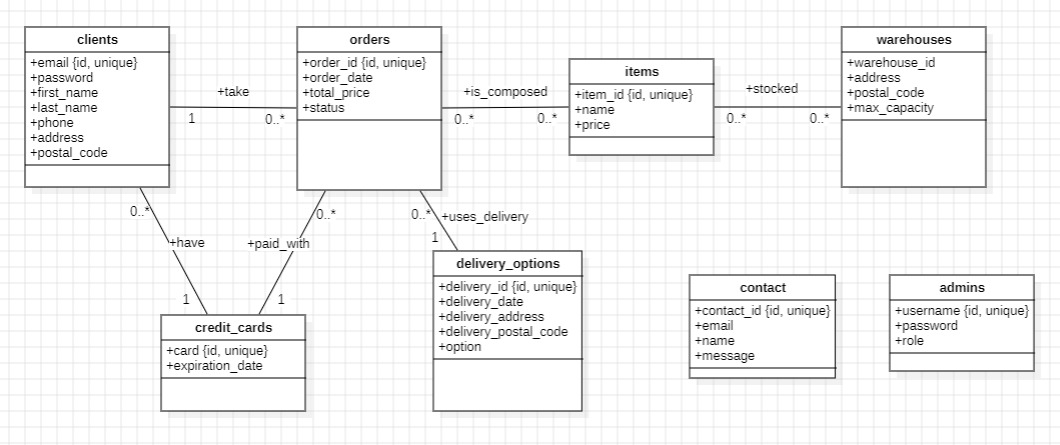 clients
+email {id, unique}
+password
+first_name
+last_name
+phone
+address
+postal_code
+take
1
0..*
orders
+order_id {id, unique}
+order_date
+total_price
+status
+is_composed
0..*
0..*
items
+item_id {id, unique}
+name
+price
+stocked
0..*
0..*
warehouses
+warehouse_id
+address
+postal_code
+max_capacity
0..*
+have
1
0..*
+paid_with
1
0..*
+uses_delivery
1
credit_cards
+card {id, unique}
+expiration_date
delivery_options
+delivery_id {id, unique}
+delivery_date
+delivery_address
+delivery_postal_code
+option
contact
+contact_id {id, unique}
+email
+name
+message
admins
+username {id, unique}
+password
+role